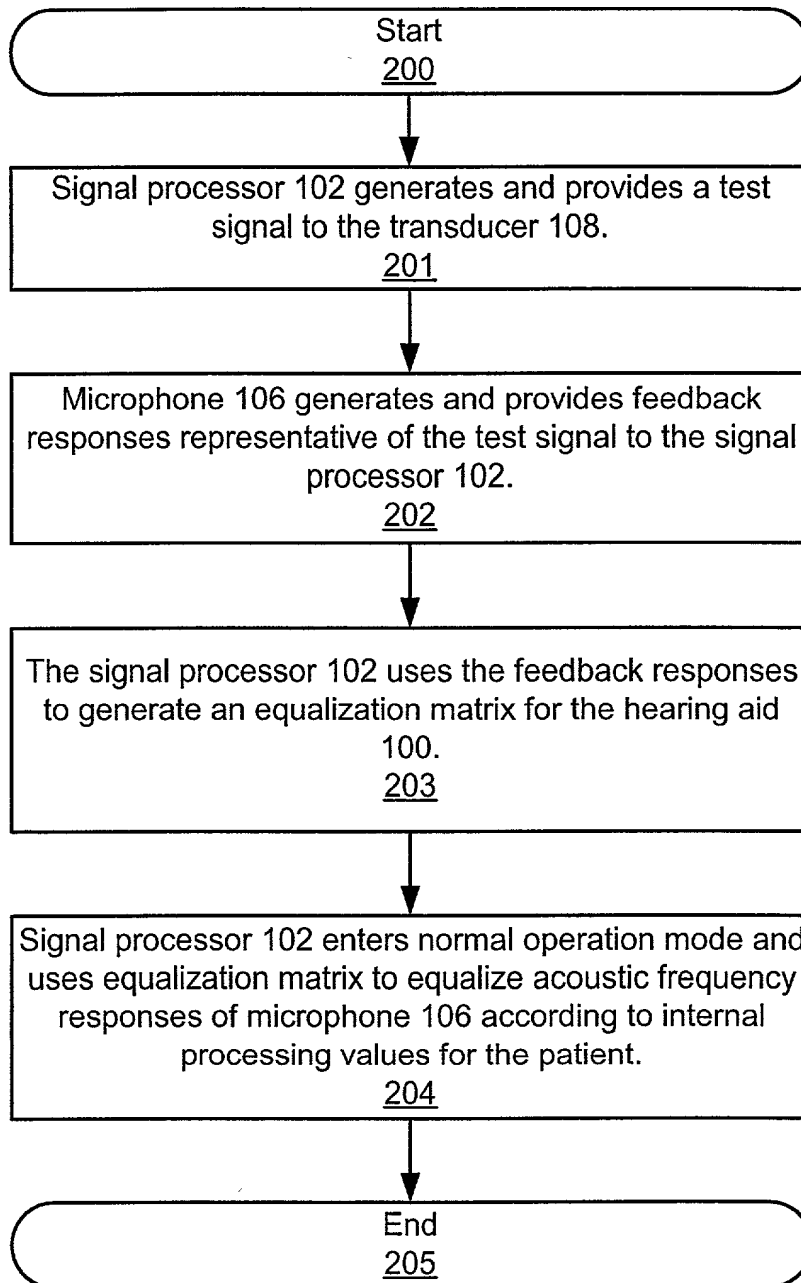 Start
200
Signal processor 102 generates and provides a test
signal to the transducer 108.
201
Microphone 106 generates and provides feedback
responses representative of the test signal to the signal
processor 102.
202
The signal processor 102 uses the feedback responses
to generate an equalization matrix for the hearing aid
100.
203
Signal processor 102 enters normal operation mode and
uses equalization matrix to equalize acoustic frequency
responses of microphone 106 according to internal
processing values for the patient.
204
End
205